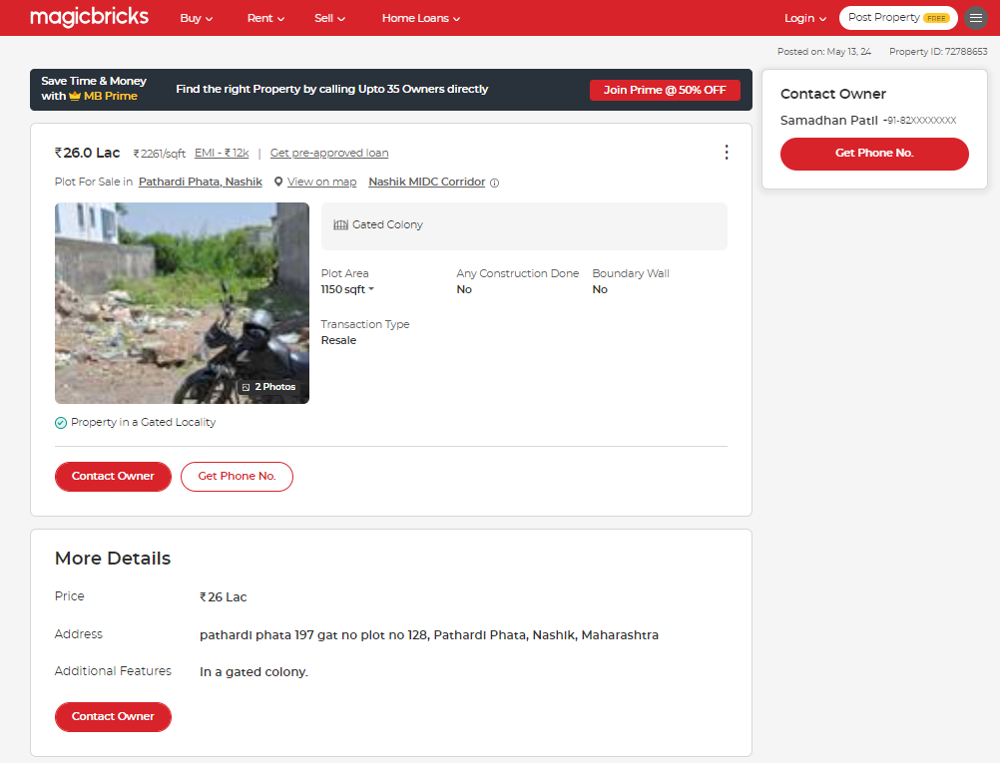 magicbricks Buy Rent Sell Home Loans Login Post Property FREE
Posted on: May 13, 24 Property ID: 72788653
Save Time & Money
with MB Prime
Find the right Property by calling Upto 35 Owners directly
Join Prime @ 50% OFF
Contact Owner
Samadhan Patil +91-82XXXXXXXX
Get Phone No.
₹26.0 Lac ₹2261/sqft EMI - ₹12k | Get pre-approved loan
Plot For Sale in Pathardi Phata, Nashik View on map Nashik MIDC Corridor
Gated Colony
Plot Area Any Construction Done Boundary Wall
1150 sqft No No
Transaction Type
Resale
2 Photos
Property in a Gated Locality
Contact Owner Get Phone No.
More Details
Price ₹26 Lac
Address pathardi phata 197 gat no plot no 128, Pathardi Phata, Nashik, Maharashtra
Additional Features In a gated colony.
Contact Owner